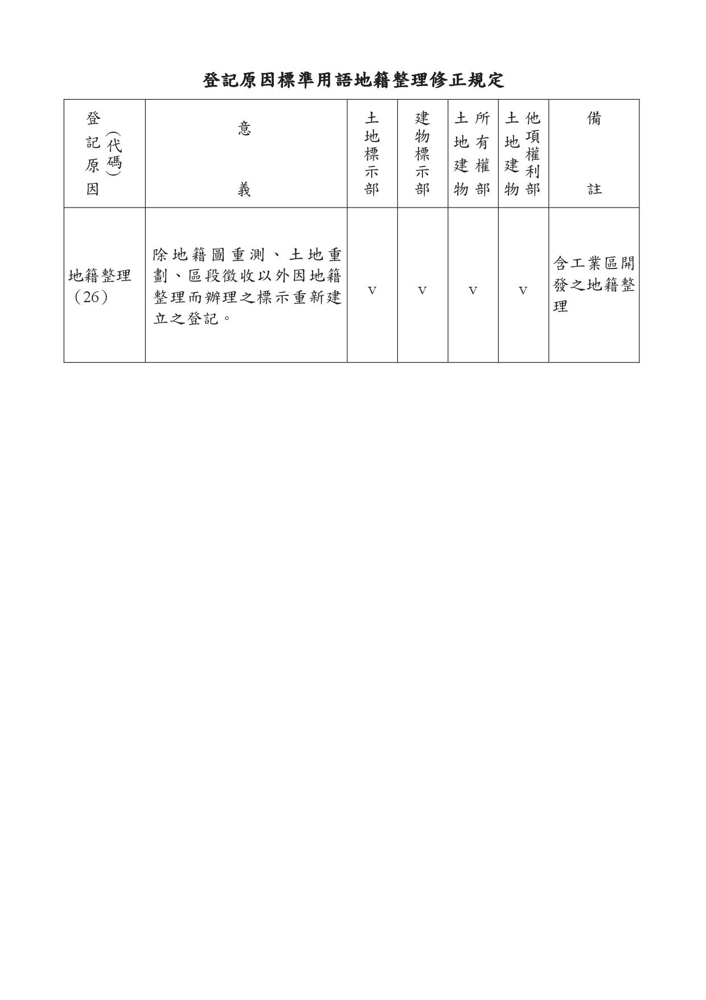 登記原因標準用語地籍整理修正規定
登記原因
（代碼）
意義
土地標示部
建物標示部
土地建物
所有權部
土地建物
他項權利部
備註
地籍整理
（26）
除地籍圖重測、土地重
劃、區段徵收以外因地籍
整理而辦理之標示重新建
立之登記。
v
v
v
v
含工業區開
發之地籍整
理